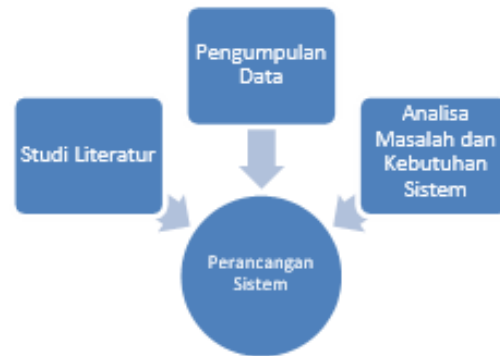 Pengumpulan
Data
Studi Literatur
Analisa
Masalah dan
Kebutuhan
Sistem
Perancangan
Sistem